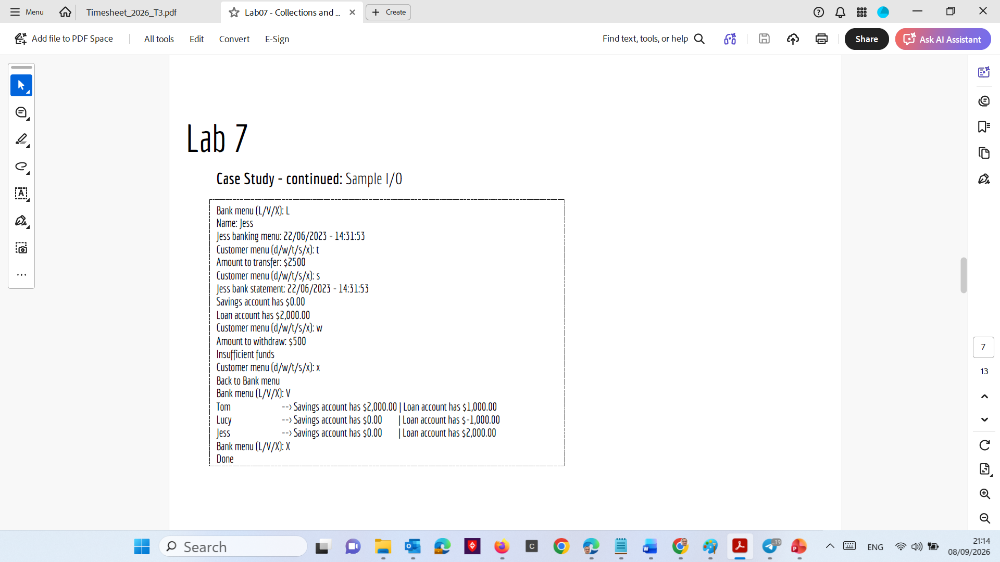 Menu
Timesheet_2026_T3.pdf
Lab07 - Collections and ...
Create
Add file to PDF Space
All tools
Edit
Convert
E-Sign
Find text, tools, or help
Share
Ask AI Assistant
Lab 7
Case Study - continued: Sample I/O
Bank menu (L/V/X): L
Name: Jess
Jess banking menu: 22/06/2023 - 14:31:53
Customer menu (d/w/t/s/x): t
Amount to transfer: $2500
Customer menu (d/w/t/s/x): s
Jess bank statement: 22/06/2023 - 14:31:53
Savings account has $0.00
Loan account has $2,000.00
Customer menu (d/w/t/s/x): w
Amount to withdraw: $500
Insufficient funds
Customer menu (d/w/t/s/x): x
Back to Bank menu
Bank menu (L/V/X): V
Tom --> Savings account has $2,000.00 | Loan account has $1,000.00
Lucy --> Savings account has $0.00 | Loan account has $-1,000.00
Jess --> Savings account has $0.00 | Loan account has $2,000.00
Bank menu (L/V/X): X
Done
7
13
Search
19
ENG
21:14
08/09/2026